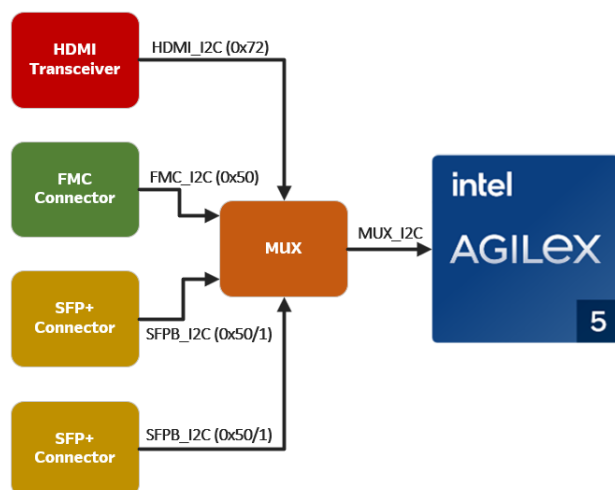 HDMI
Transceiver
HDMI_I2C (0x72)
FMC
Connector
FMC_I2C (0x50)
MUX
MUX_I2C
intel
AGILEX
5
SFP+
Connector
SFPB_I2C (0x50/1)
SFPB_I2C (0x50/1)
SFP+
Connector